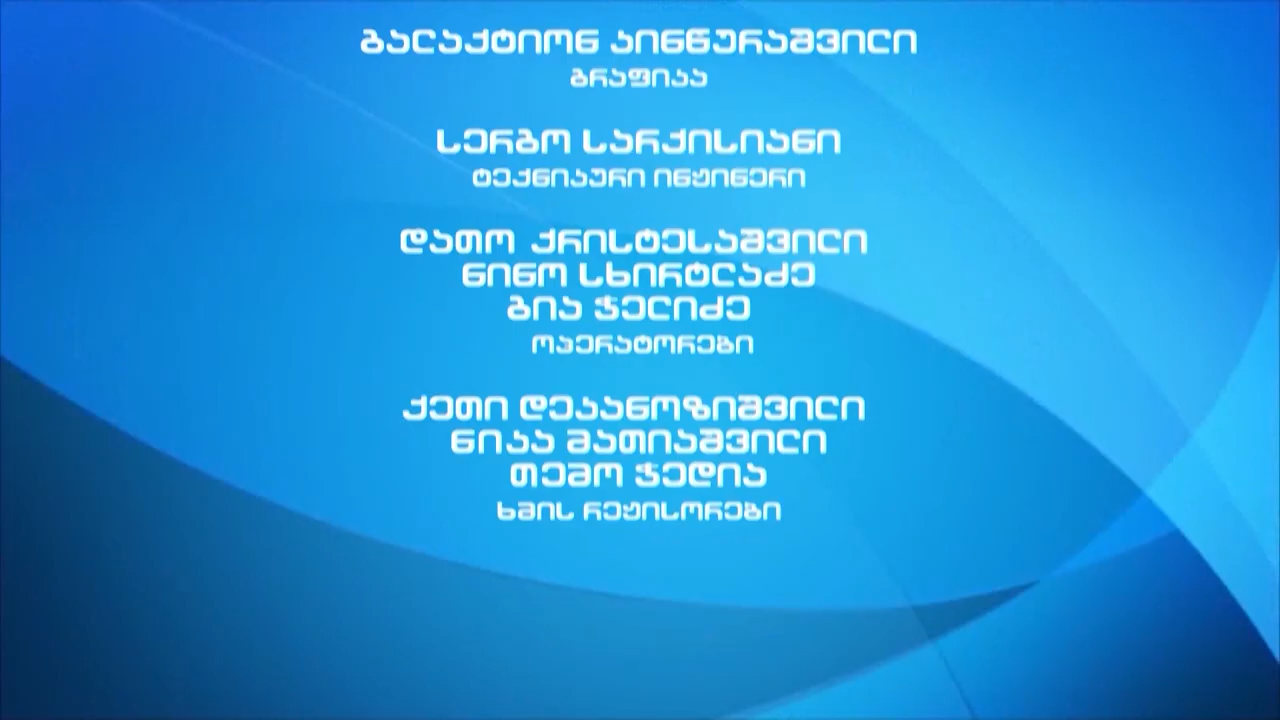 გალაქტიონ კინწურაშვილი
გრაფიკა
სერგო სარქისიანი
ტექნიკური ინჟინერი
დათო ქრისტესაშვილი
ნინო სხირტლაძე
გია ჭელიძე
ოპერატორები
ქეთი დეკანოზიშვილი
ნიკა მათიაშვილი
თემო ჭედია
ხმის რეჟისორები